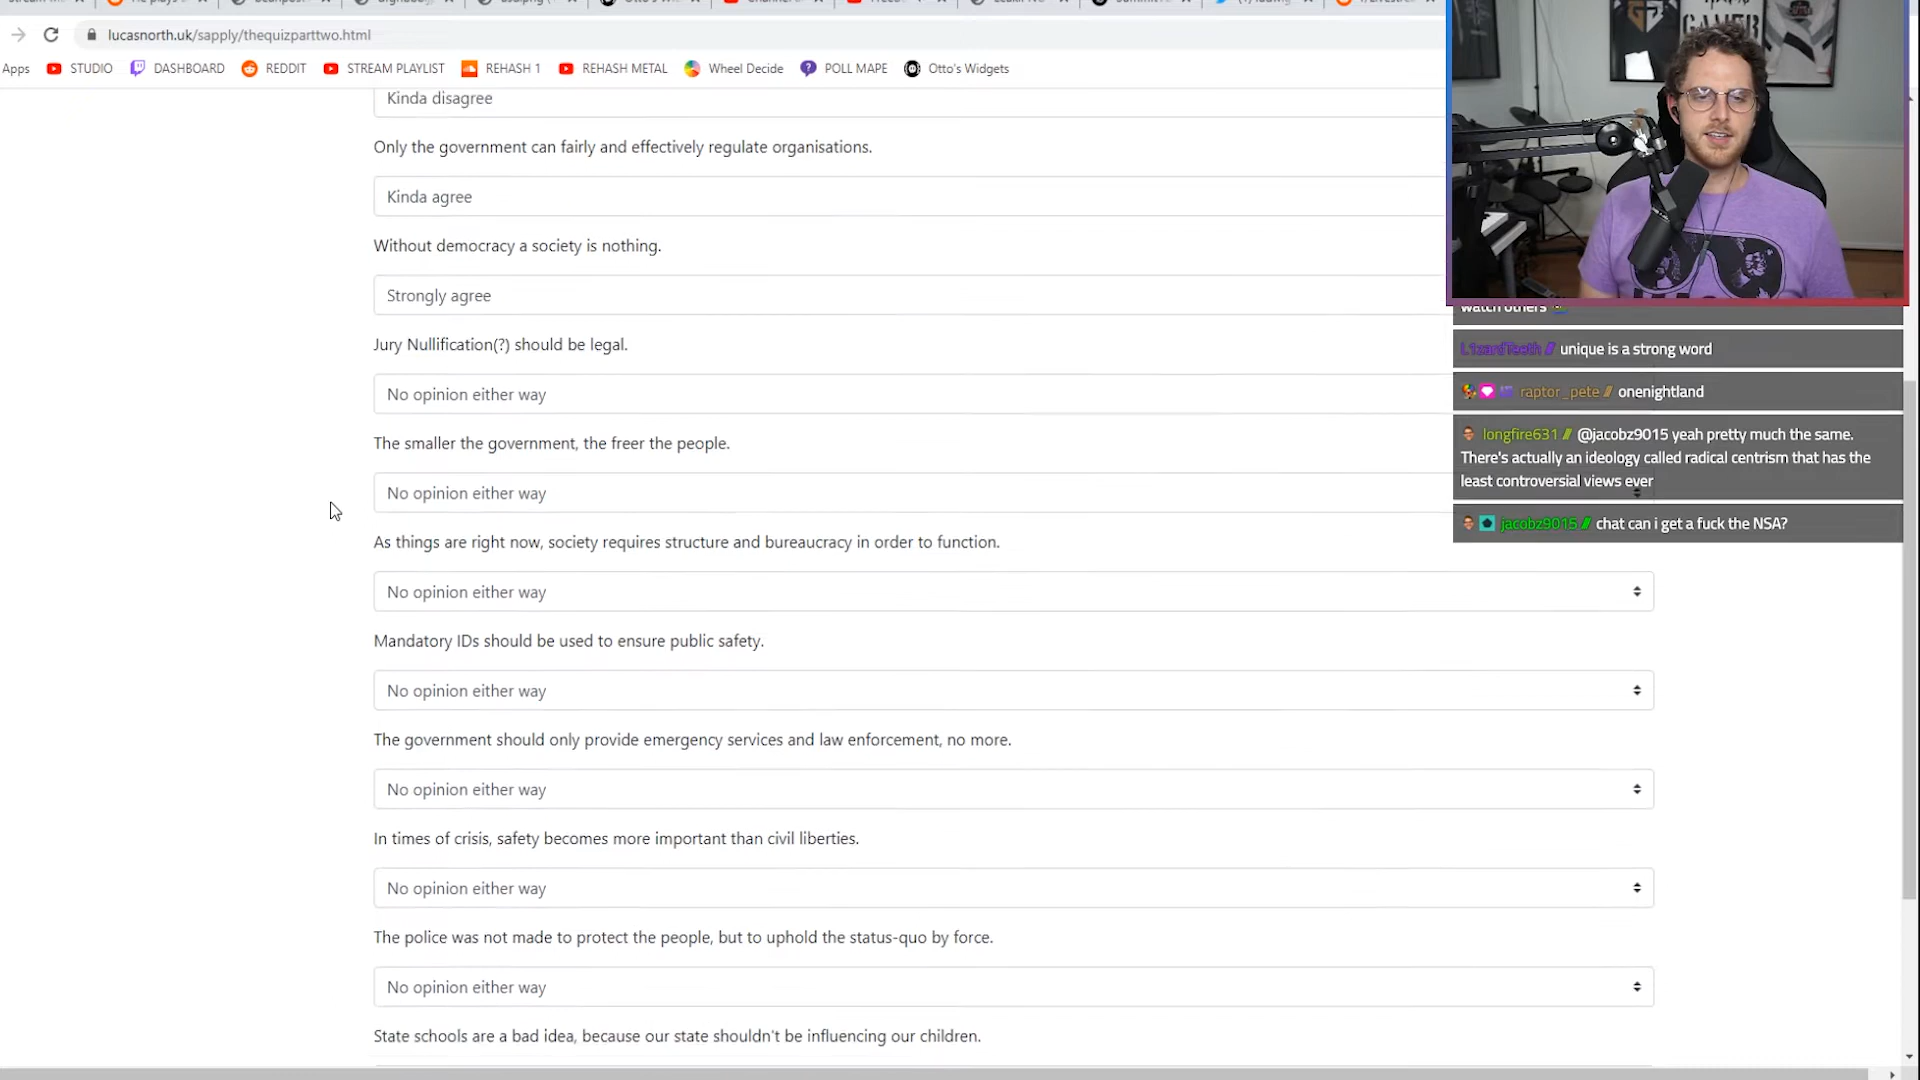 lucasnorth.uk/sapply/thequizparttwo.html
Apps STUDIO DASHBOARD REDDIT STREAM PLAYLIST REHASH 1 REHASH METAL Wheel Decide POLL MAPE Otto's Widgets
Kinda disagree
Only the government can fairly and effectively regulate organisations.
Kinda agree
Without democracy a society is nothing.
Strongly agree
Jury Nullification(?) should be legal.
No opinion either way
The smaller the government, the freer the people.
No opinion either way
As things are right now, society requires structure and bureaucracy in order to function.
No opinion either way
Mandatory IDs should be used to ensure public safety.
No opinion either way
The government should only provide emergency services and law enforcement, no more.
No opinion either way
In times of crisis, safety becomes more important than civil liberties.
No opinion either way
The police was not made to protect the people, but to uphold the status-quo by force.
No opinion either way
State schools are a bad idea, because our state shouldn't be influencing our children.
GAMER
watch others
L1zardTeeth // unique is a strong word
raptor_pete // onenightland
longfire631 // @jacobz9015 yeah pretty much the same.
There's actually an ideology called radical centrism that has the
least controversial views ever
jacobz9015 // chat can i get a fuck the NSA?